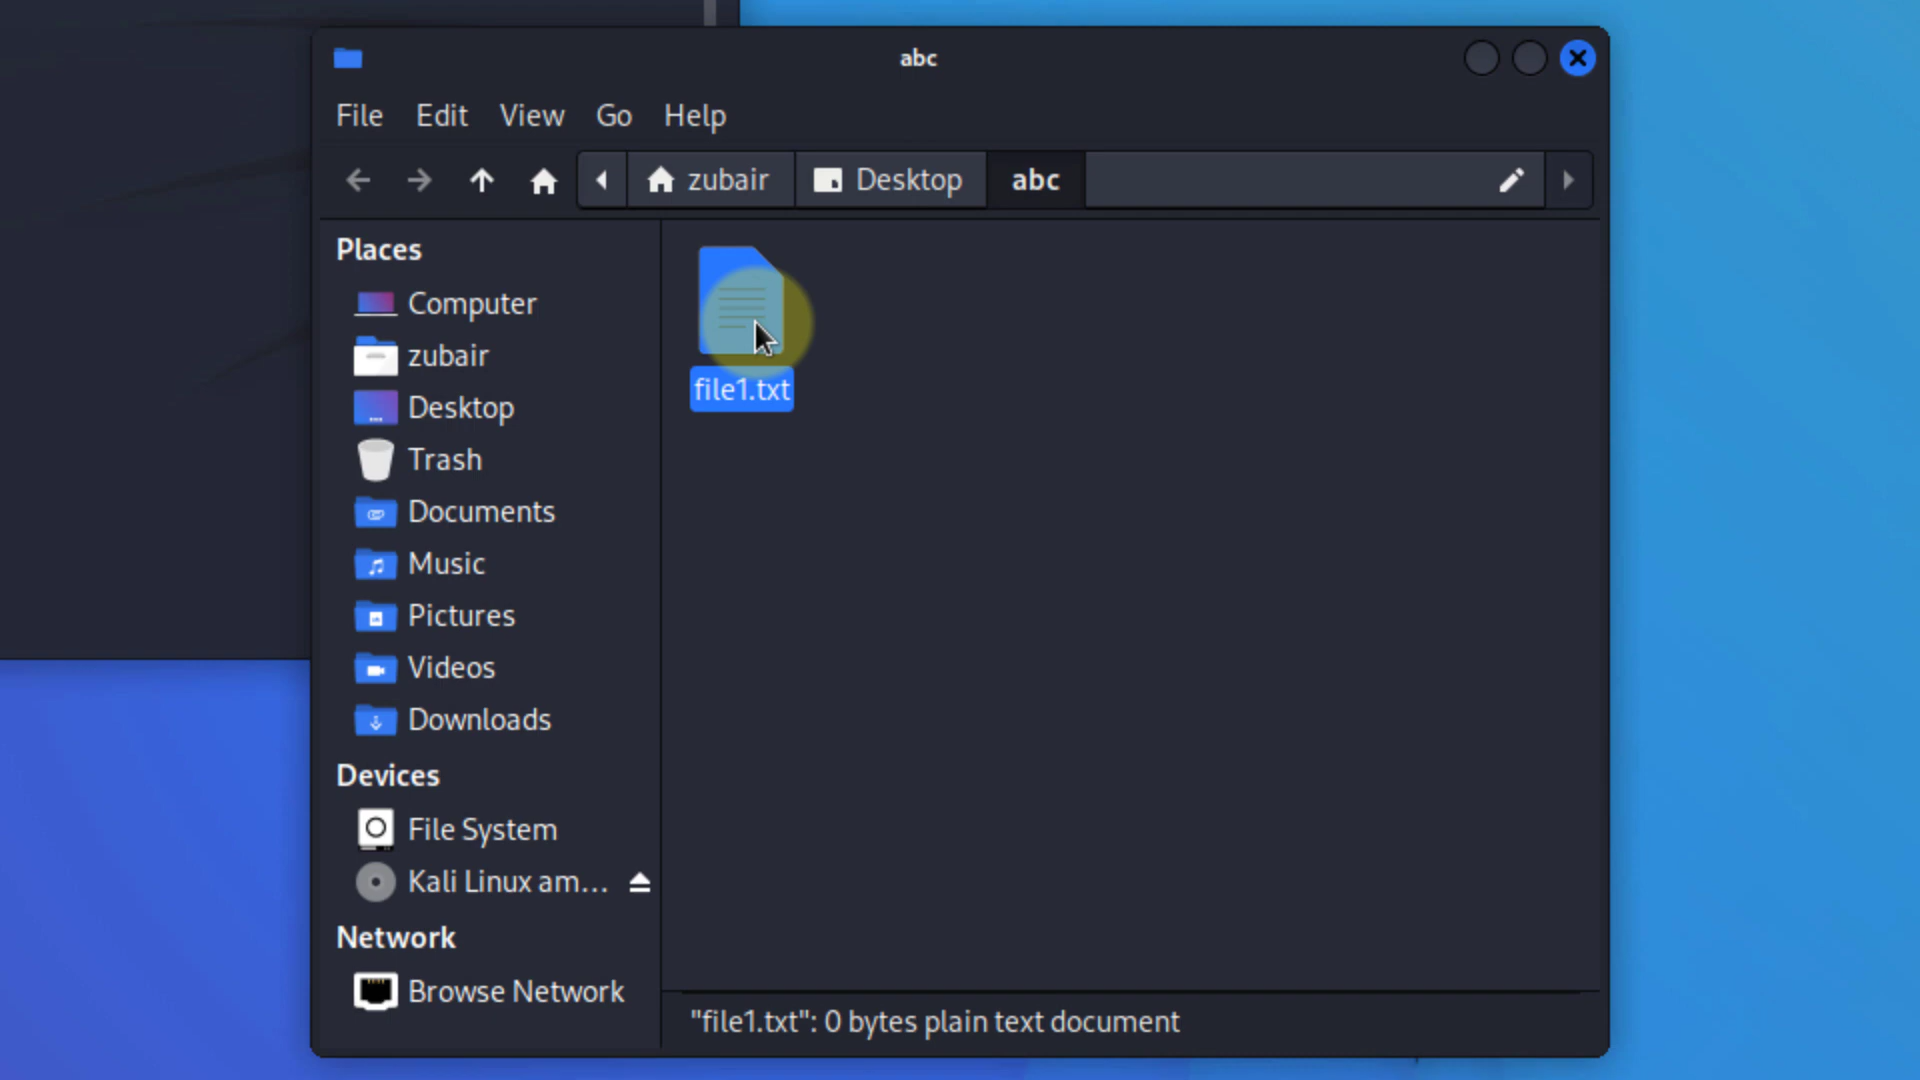 abc
File Edit View Go Help
zubair Desktop abc
Places
Computer
zubair
Desktop
Trash
Documents
Music
Pictures
Videos
Downloads
Devices
File System
Kali Linux am...
Network
Browse Network
file1.txt
"file1.txt": 0 bytes plain text document